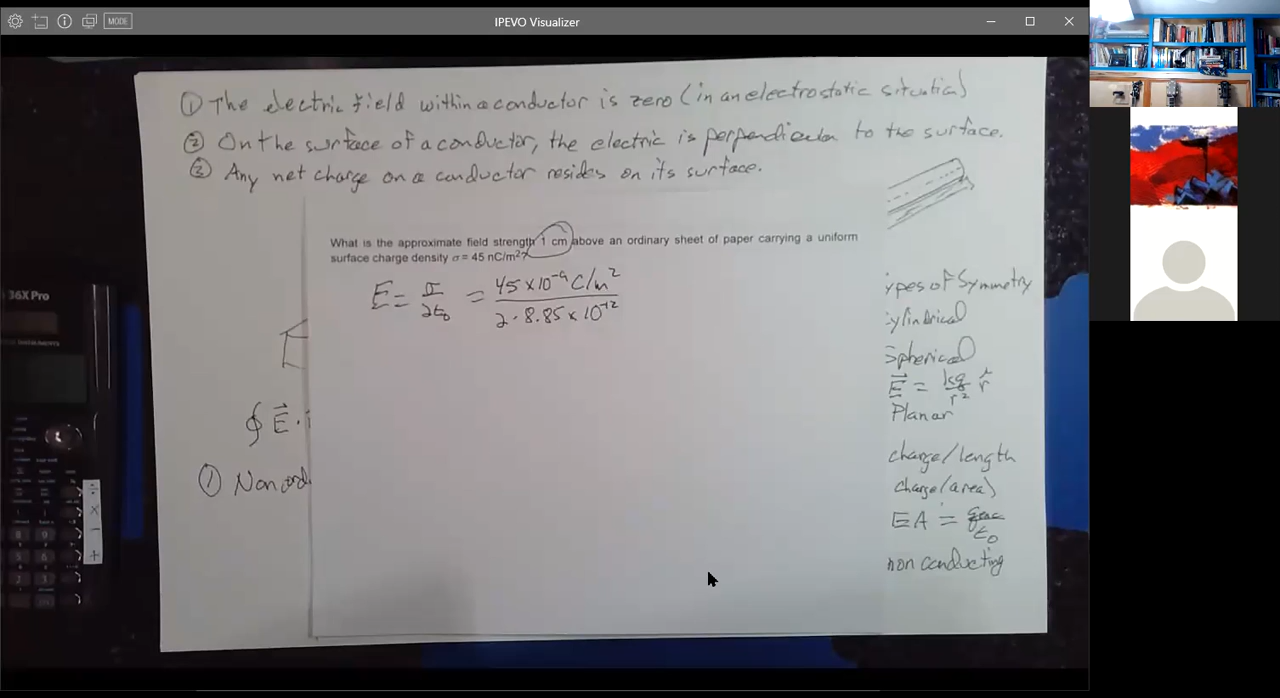 IPEVO Visualizer
MODE
① The electric field within a conductor is zero (in an electrostatic situation)
② On the surface of a conductor, the electric is perpendicular to the surface.
③ Any net charge on a conductor resides on its surface.
What is the approximate field strength 1 cm above an ordinary sheet of paper carrying a uniform
surface charge density σ = 45 nC/m²?
E = σ / 2ε₀ = 45 × 10⁻⁹ C/m² / 2 · 8.85 × 10⁻¹²
36X Pro
ypes of Symmetry
ylindrical
Spherical
E⃗ = kq / r² r̂
Planar
∮ E⃗ ·
charge/length
① Noncond
charge/area)
EA = qenc / ε₀
non conducting